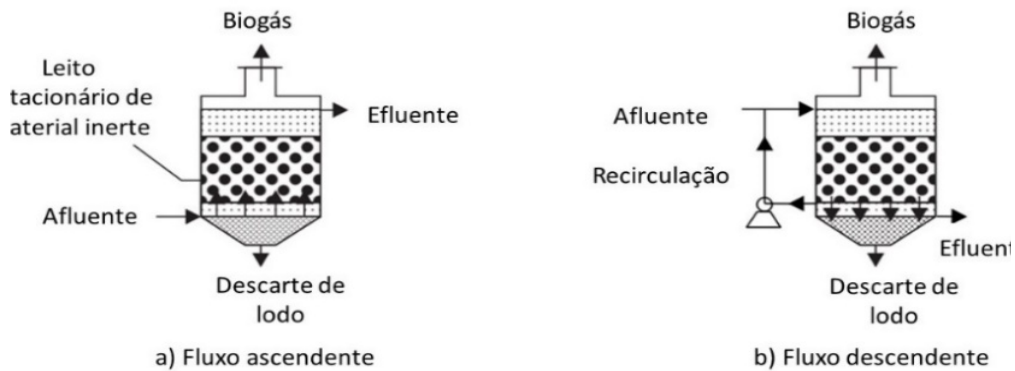 Biogás
Leito
tacionário de
aterial inerte
Efluente
Afluente
Descarte de
lodo
a) Fluxo ascendente
Biogás
Afluente
Recirculação
Efluent
Descarte de
lodo
b) Fluxo descendente